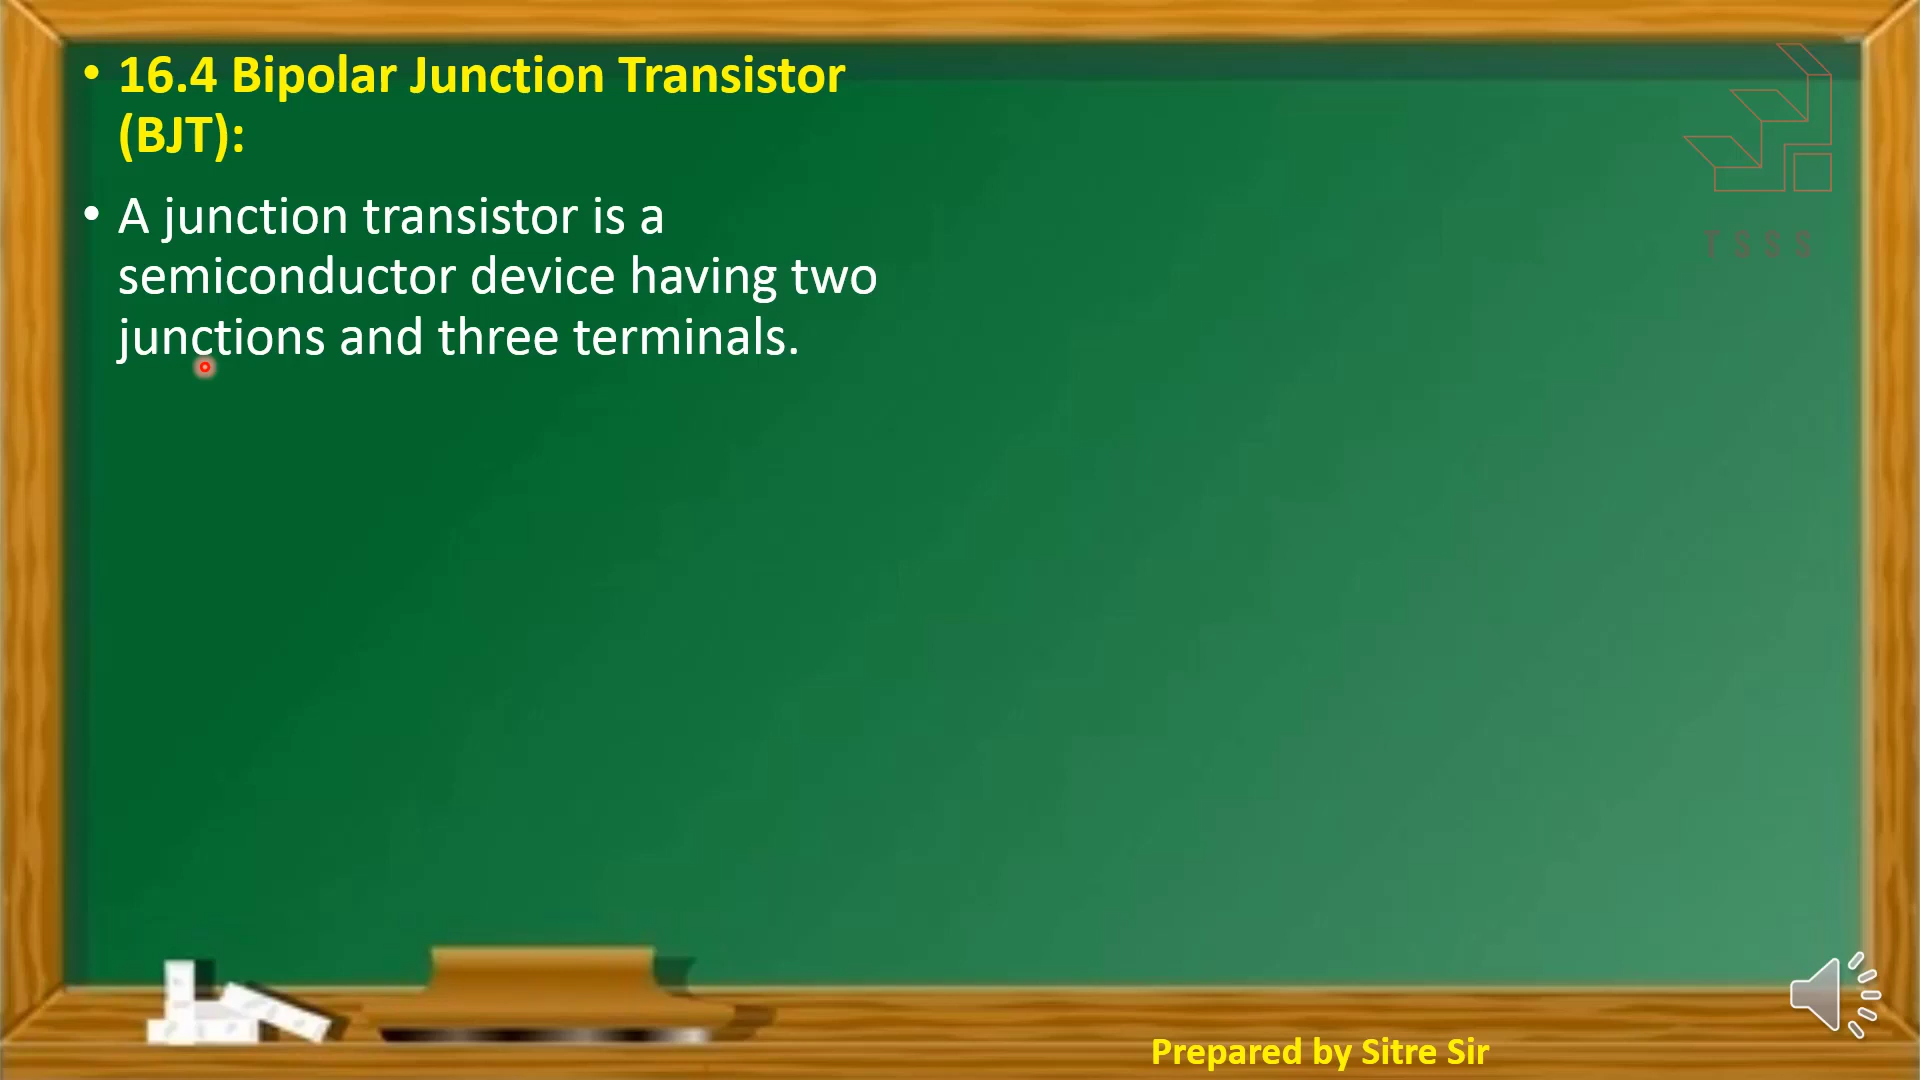 • 16.4 Bipolar Junction Transistor
(BJT):
• A junction transistor is a
semiconductor device having two
junctions and three terminals.
TSSS
Prepared by Sitre Sir